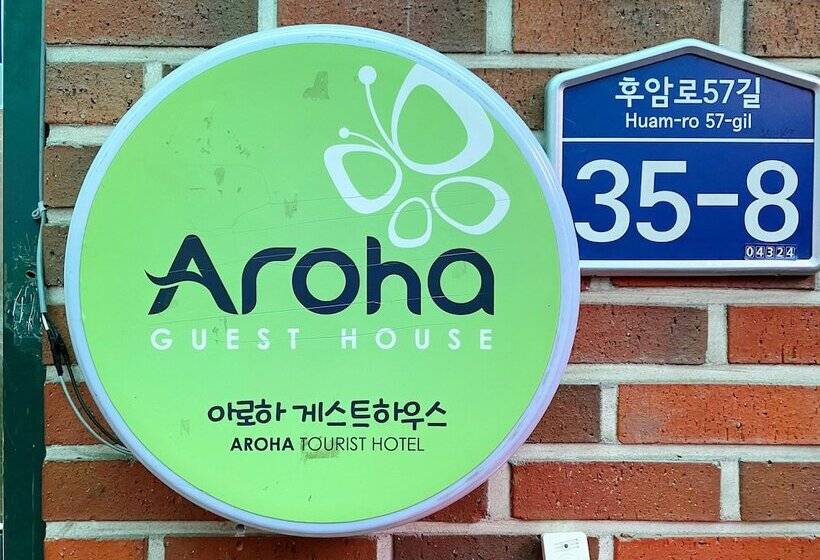 Aroha
GUEST HOUSE
아로하 게스트하우스
AROHA TOURIST HOTEL
후암로57길
Huam-ro 57-gil
35-8
04324